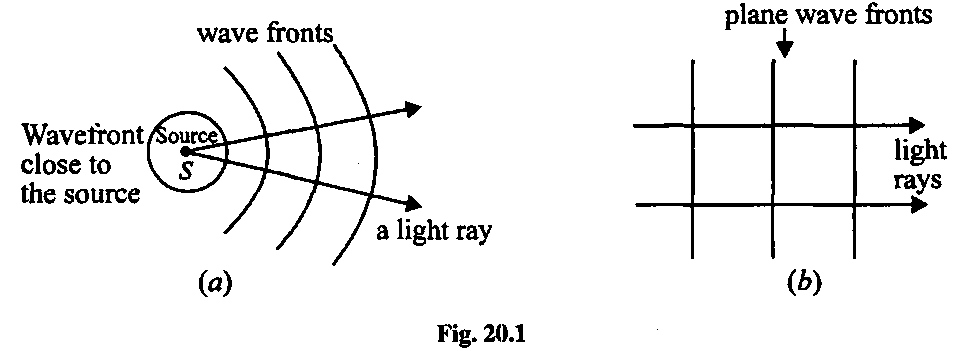 wave fronts
Wavefront
close to
the source
Source
S
a light ray
(a)
plane wave fronts
light
rays
(b)
Fig. 20.1